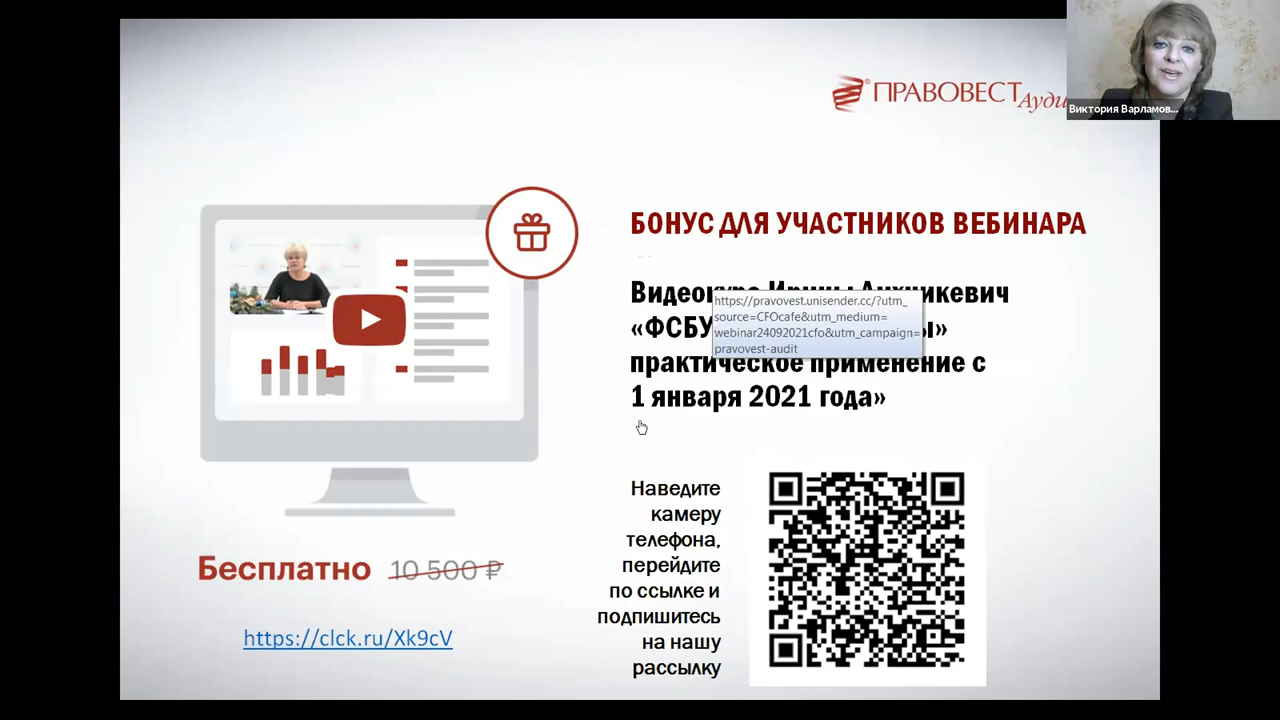 ПРАВОВЕСТ
Виктория Варламов...
БОНУС ДЛЯ УЧАСТНИКОВ ВЕБИНАРА
https://pravovest.unisender.cc/?utm_
source=CFOcafe&utm_medium=
webinar24092021cfo&utm_campaign=
pravovest-audit
«ФСБУ
практическое применение с
1 января 2021 года»
Наведите
камеру
телефона,
перейдите
по ссылке и
подпишитесь
на нашу
рассылку
Бесплатно 10 500 ₽
https://clck.ru/Xk9cV